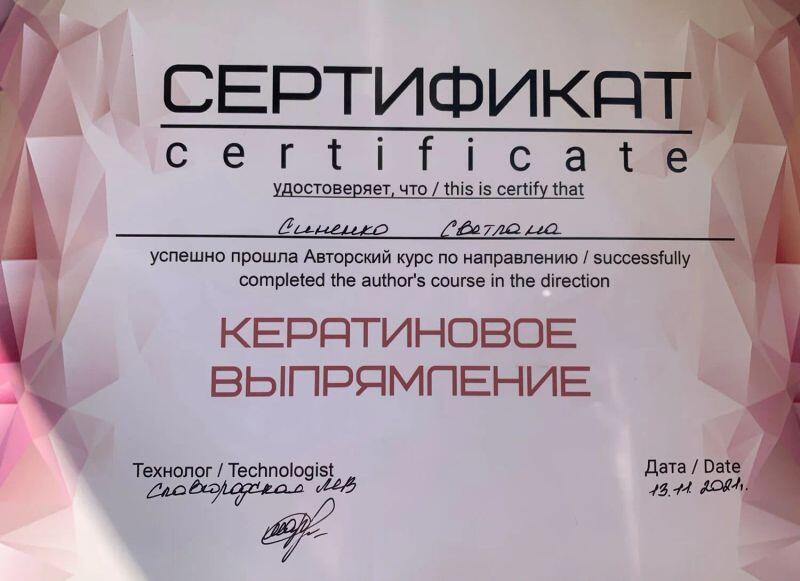 СЕРТИФИКАТ
certificate
удостоверяет, что / this is certify that
Синенко Светлана
успешно прошла Авторский курс по направлению / successfully
completed the author's course in the direction
КЕРАТИНОВОЕ
ВЫПРЯМЛЕНИЕ
Технолог / Technologist
Дата / Date
Славгородская
13.11.2021г.